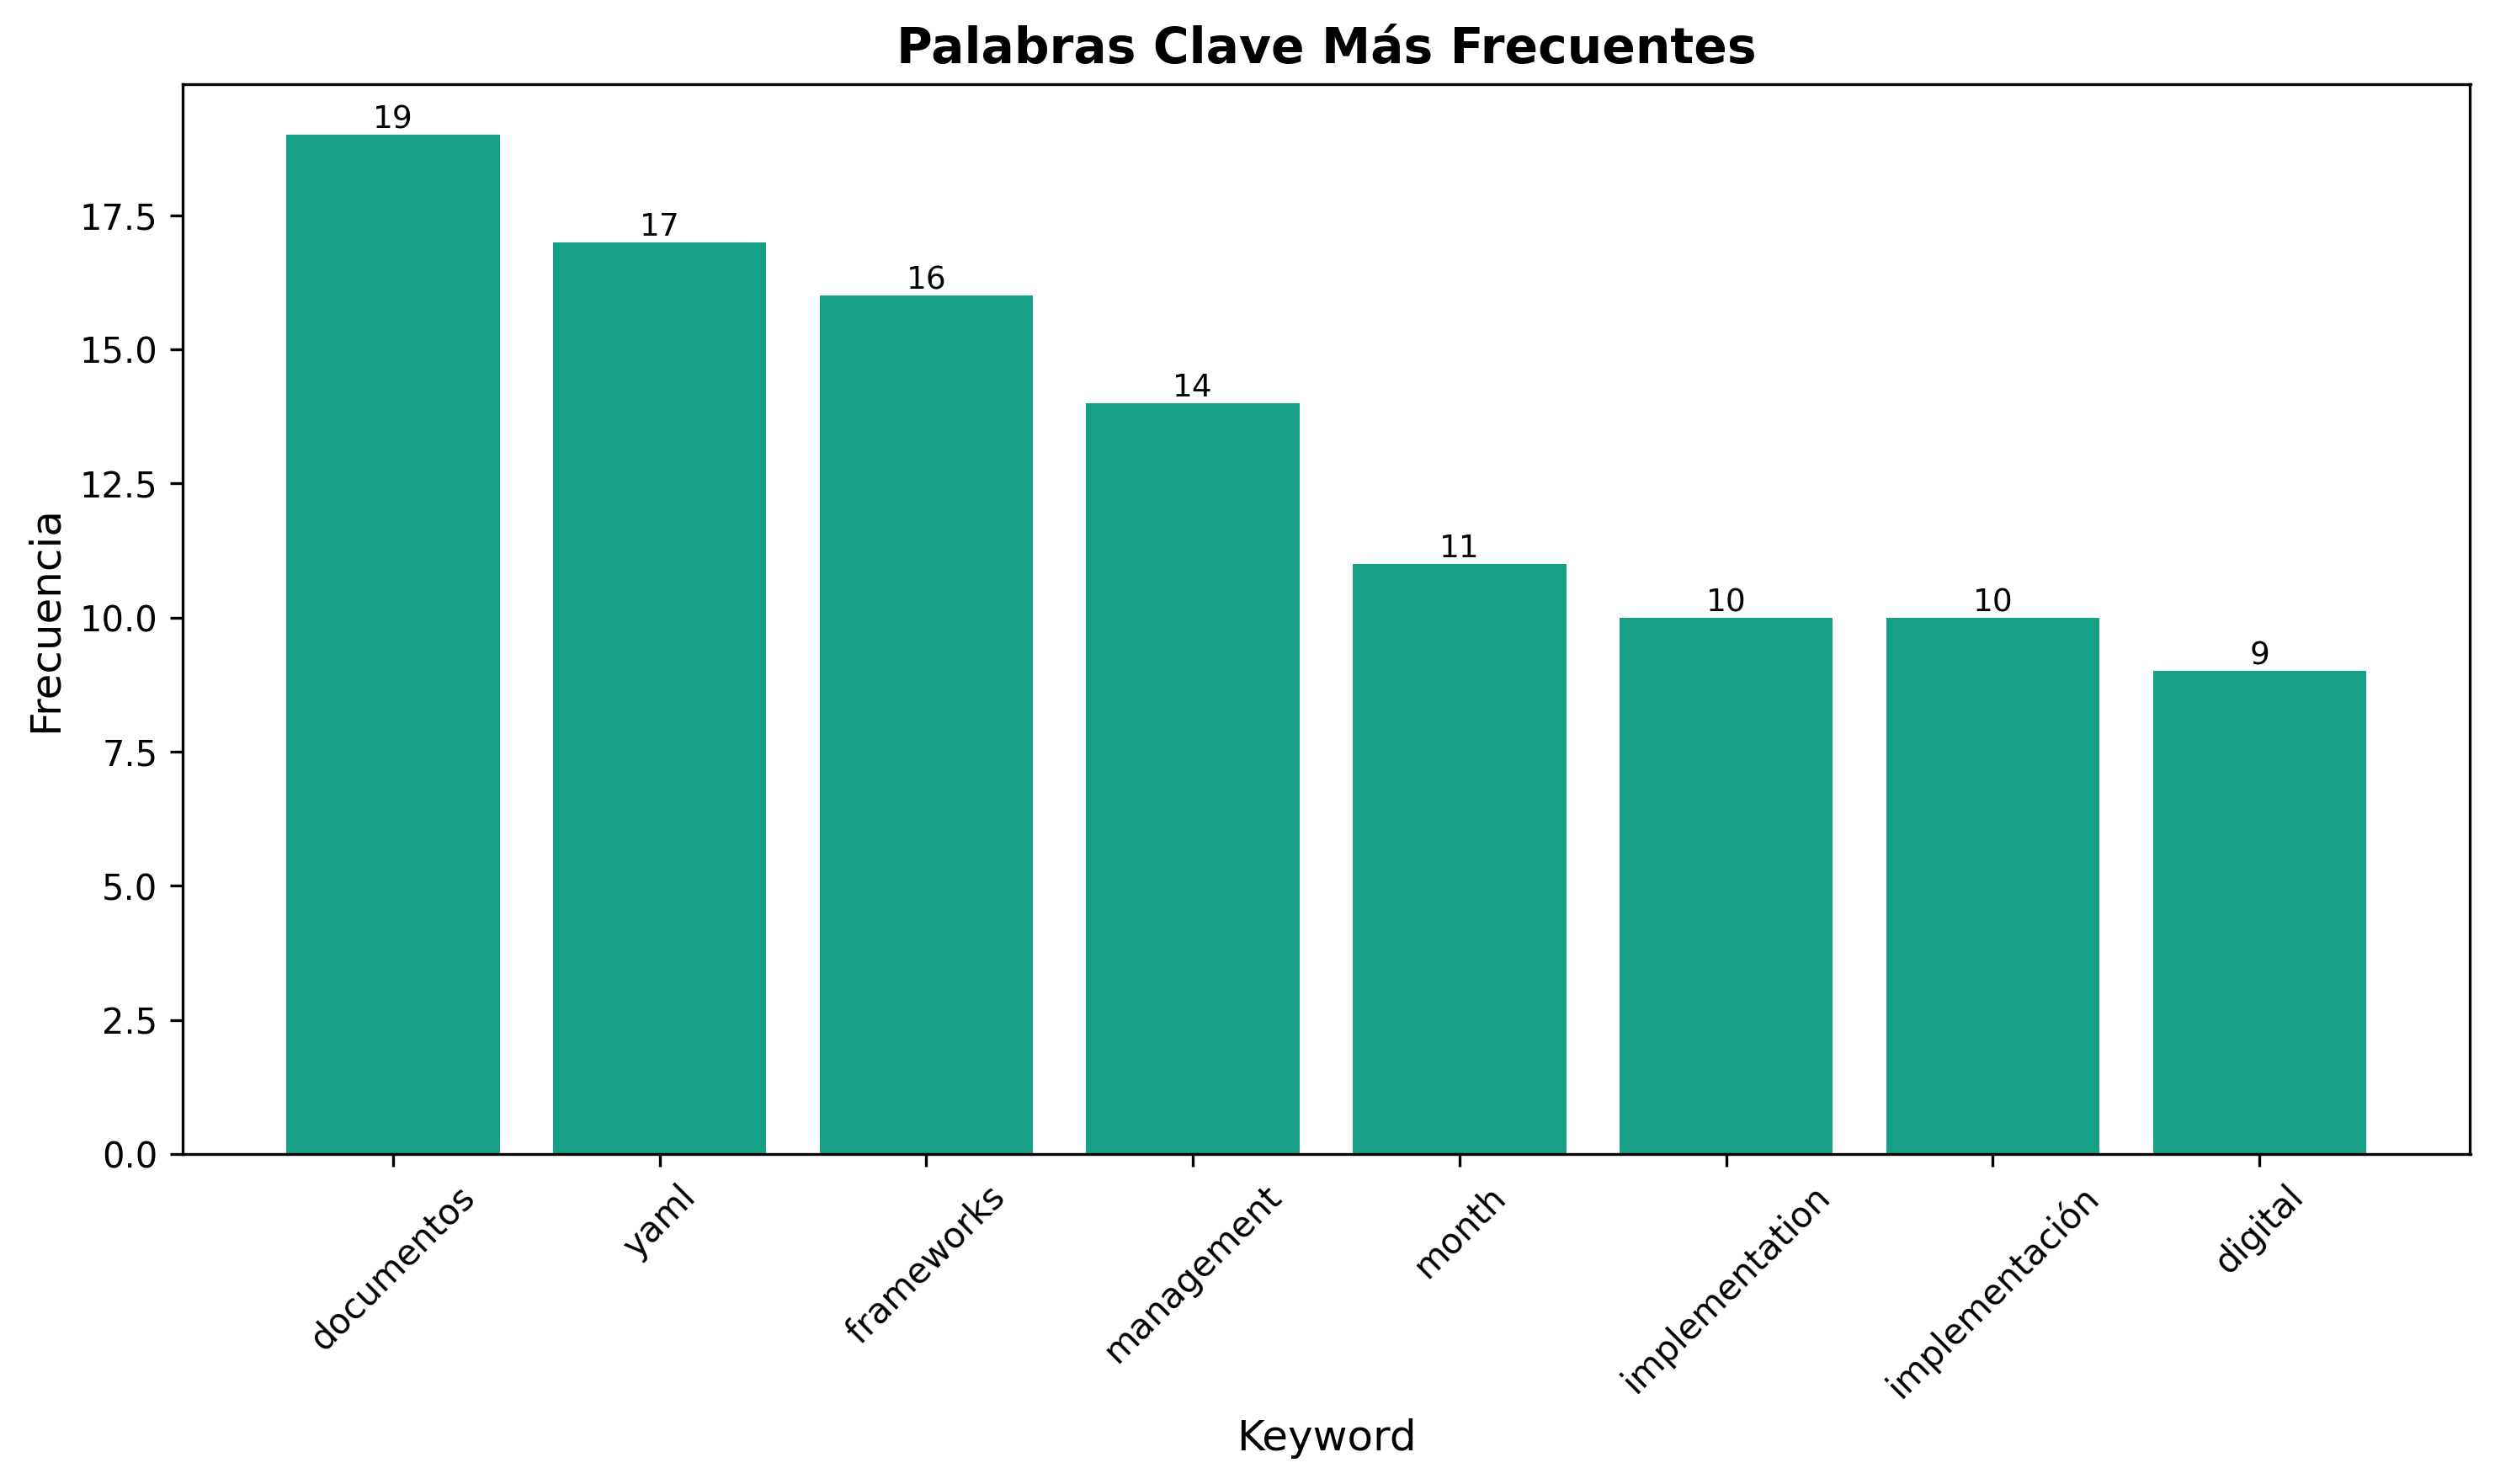 Palabras Clave Más Frecuentes
19
17
16
14
11
10
10
9
17.5
15.0
12.5
10.0
7.5
5.0
2.5
0.0
Frecuencia
documentos
yaml
frameworks
management
month
implementation
implementación
digital
Keyword